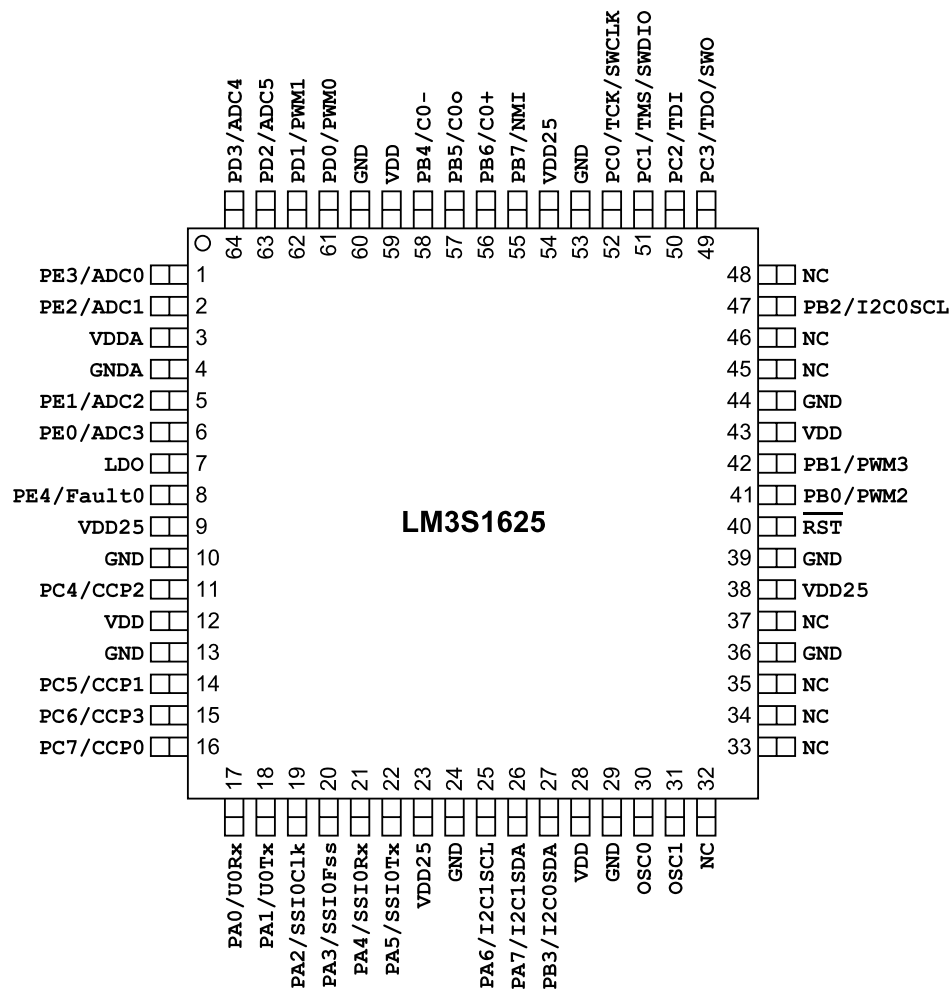 PD3/ADC4
PD2/ADC5
PD1/PWM1
PD0/PWM0
GND
VDD
PB4/C0-
PB5/C0o
PB6/C0+
PB7/NMI
VDD25
GND
PC0/TCK/SWCLK
PC1/TMS/SWDIO
PC2/TDI
PC3/TDO/SWO
64 63 62 61 60 59 58 57 56 55 54 53 52 51 50 49
PE3/ADC0 1
PE2/ADC1 2
VDDA 3
GNDA 4
PE1/ADC2 5
PE0/ADC3 6
LDO 7
PE4/Fault0 8
VDD25 9
GND 10
PC4/CCP2 11
VDD 12
GND 13
PC5/CCP1 14
PC6/CCP3 15
PC7/CCP0 16
LM3S1625
48 NC
47 PB2/I2C0SCL
46 NC
45 NC
44 GND
43 VDD
42 PB1/PWM3
41 PB0/PWM2
40 RST
39 GND
38 VDD25
37 NC
36 GND
35 NC
34 NC
33 NC
17 18 19 20 21 22 23 24 25 26 27 28 29 30 31 32
PA0/U0Rx
PA1/U0Tx
PA2/SSI0Clk
PA3/SSI0Fss
PA4/SSI0Rx
PA5/SSI0Tx
VDD25
GND
PA6/I2C1SCL
PA7/I2C1SDA
PB3/I2C0SDA
VDD
GND
OSC0
OSC1
NC